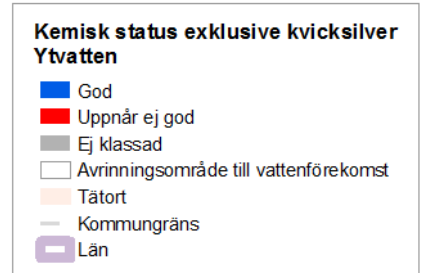 Kemisk status exklusive kvicksilver
Ytvatten
God
Uppnår ej god
Ej klassad
Avrinningsområde till vattenförekomst
Tätort
Kommungräns
Län